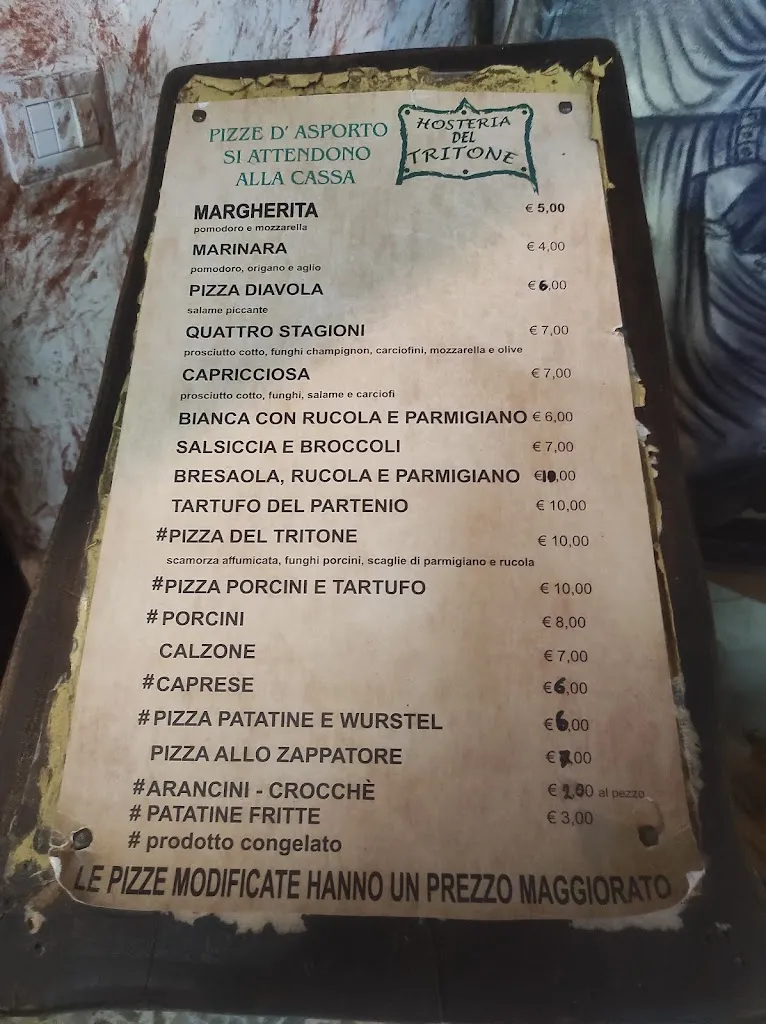 PIZZE D' ASPORTO
SI ATTENDONO
ALLA CASSA
HOSTERIA
DEL
TRITONE
MARGHERITA € 5,00
pomodoro e mozzarella
MARINARA € 4,00
pomodoro, origano e aglio
PIZZA DIAVOLA € 6,00
salame piccante
QUATTRO STAGIONI € 7,00
prosciutto cotto, funghi champignon, carciofini, mozzarella e olive
CAPRICCIOSA € 7,00
prosciutto cotto, funghi, salame e carciofi
BIANCA CON RUCOLA E PARMIGIANO € 6,00
SALSICCIA E BROCCOLI € 7,00
BRESAOLA, RUCOLA E PARMIGIANO €10,00
TARTUFO DEL PARTENIO € 10,00
#PIZZA DEL TRITONE € 10,00
scamorza affumicata, funghi porcini, scaglie di parmigiano e rucola
#PIZZA PORCINI E TARTUFO € 10,00
# PORCINI € 8,00
CALZONE € 7,00
#CAPRESE €6,00
#PIZZA PATATINE E WURSTEL €6,00
PIZZA ALLO ZAPPATORE €7,00
#ARANCINI - CROCCHÈ € 2,00 al pezzo
# PATATINE FRITTE € 3,00
# prodotto congelato
LE PIZZE MODIFICATE HANNO UN PREZZO MAGGIORATO